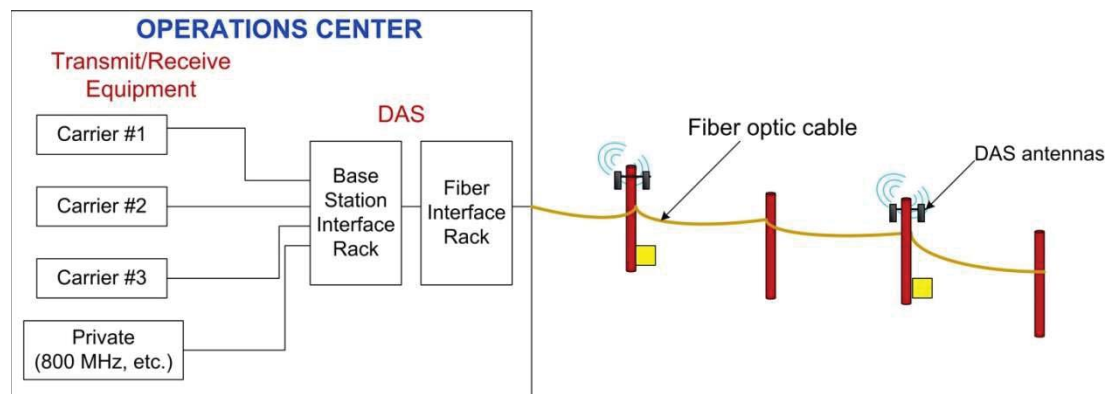 OPERATIONS CENTER
Transmit/Receive
Equipment
DAS
Carrier #1
Carrier #2
Carrier #3
Private
(800 MHz, etc.)
Base
Station
Interface
Rack
Fiber
Interface
Rack
Fiber optic cable
DAS antennas